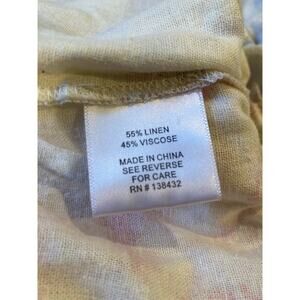 55% LINEN
45% VISCOSE
MADE IN CHINA
SEE REVERSE
FOR CARE
RN # 138432